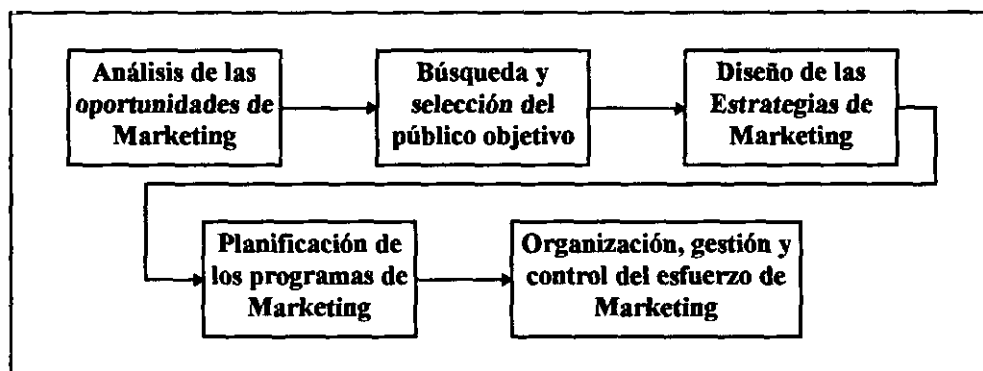 Análisis de las
oportunidades de
Marketing
Búsqueda y
selección del
público objetivo
Diseño de las
Estrategias de
Marketing
Planificación de
los programas de
Marketing
Organización, gestión y
control del esfuerzo de
Marketing